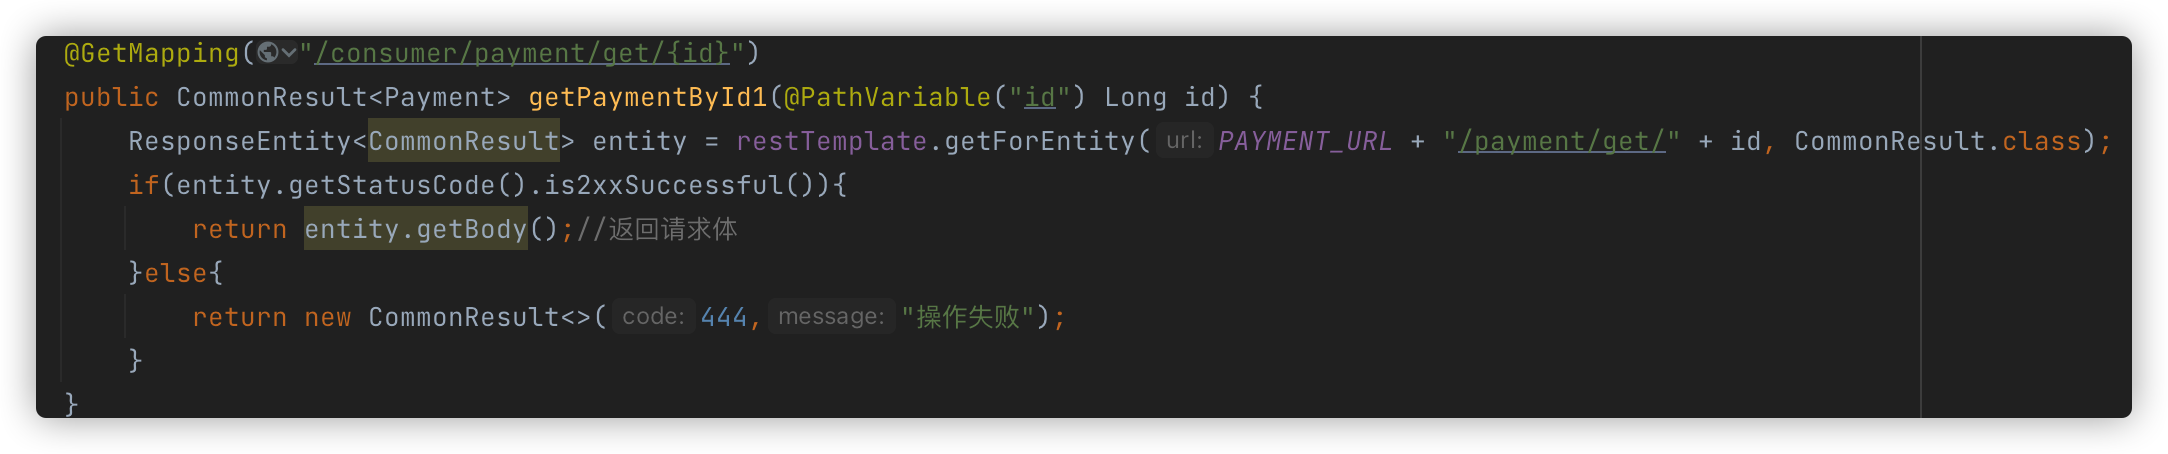 @GetMapping("/consumer/payment/get/{id}")
public CommonResult<Payment> getPaymentById1(@PathVariable("id") Long id) {
ResponseEntity<CommonResult> entity = restTemplate.getForEntity( url: PAYMENT_URL + "/payment/get/" + id, CommonResult.class);
if(entity.getStatusCode().is2xxSuccessful()){
return entity.getBody();//返回请求体
}else{
return new CommonResult<>( code: 444, message: "操作失败");
}
}